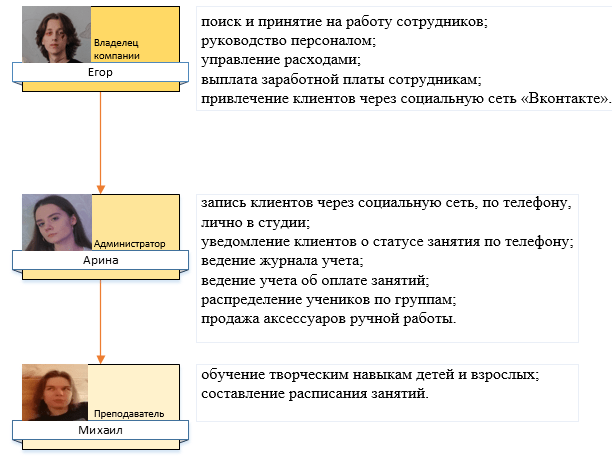 Владелец
компании
Егор
поиск и принятие на работу сотрудников;
руководство персоналом;
управление расходами;
выплата заработной платы сотрудникам;
привлечение клиентов через социальную сеть «Вконтакте».
Администратор
Арина
запись клиентов через социальную сеть, по телефону,
лично в студии;
уведомление клиентов о статусе занятия по телефону;
ведение журнала учета;
ведение учета об оплате занятий;
распределение учеников по группам;
продажа аксессуаров ручной работы.
Преподаватель
Михаил
обучение творческим навыкам детей и взрослых;
составление расписания занятий.